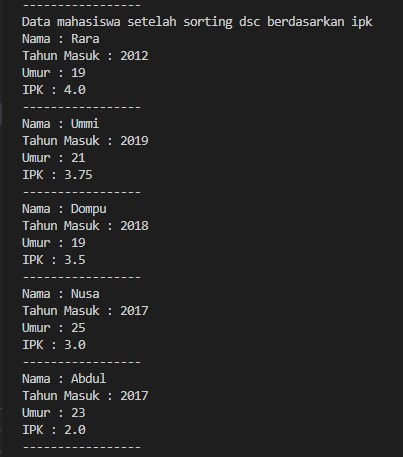 -----------------
Data mahasiswa setelah sorting dsc berdasarkan ipk
Nama : Rara
Tahun Masuk : 2012
Umur : 19
IPK : 4.0
-----------------
Nama : Ummi
Tahun Masuk : 2019
Umur : 21
IPK : 3.75
-----------------
Nama : Dompu
Tahun Masuk : 2018
Umur : 19
IPK : 3.5
-----------------
Nama : Nusa
Tahun Masuk : 2017
Umur : 25
IPK : 3.0
-----------------
Nama : Abdul
Tahun Masuk : 2017
Umur : 23
IPK : 2.0
-----------------